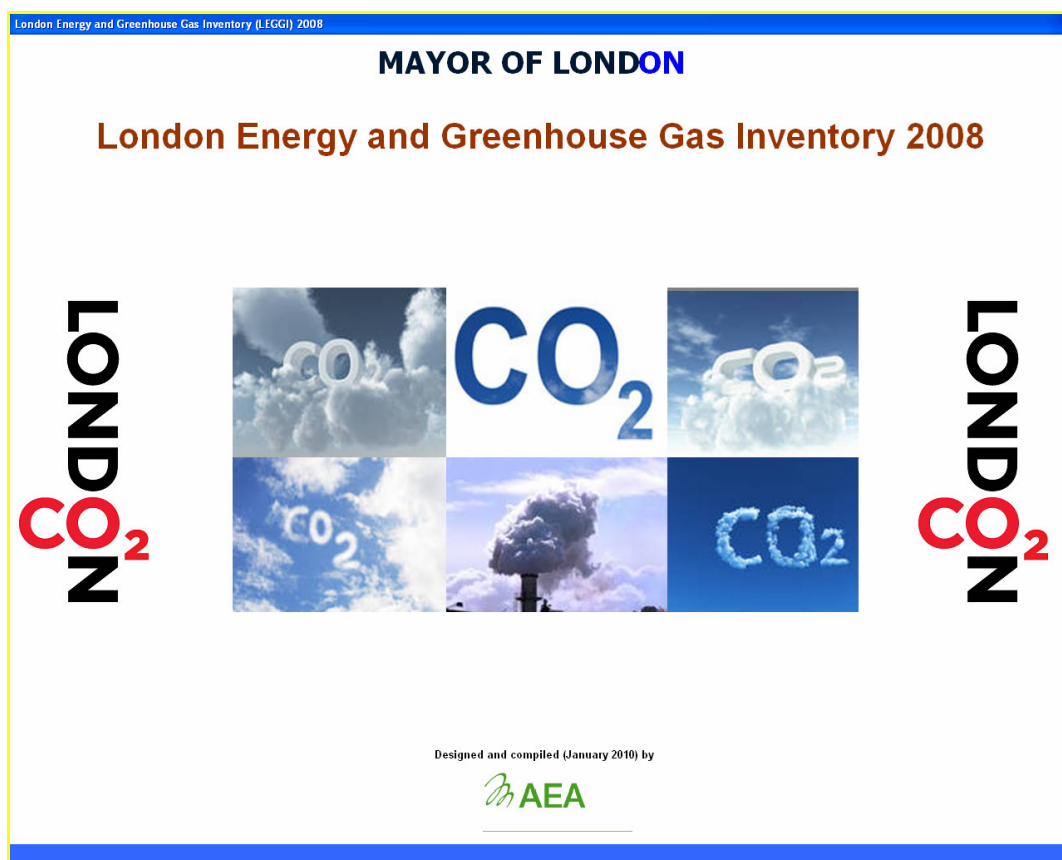 London Energy and Greenhouse Gas Inventory (LEGGI) 2008
MAYOR OF LONDON
London Energy and Greenhouse Gas Inventory 2008
LONDON
CO2
CO2
CO2
CO2
CO2
CO2
LONDON
CO2
Designed and compiled (January 2010) by
AEA